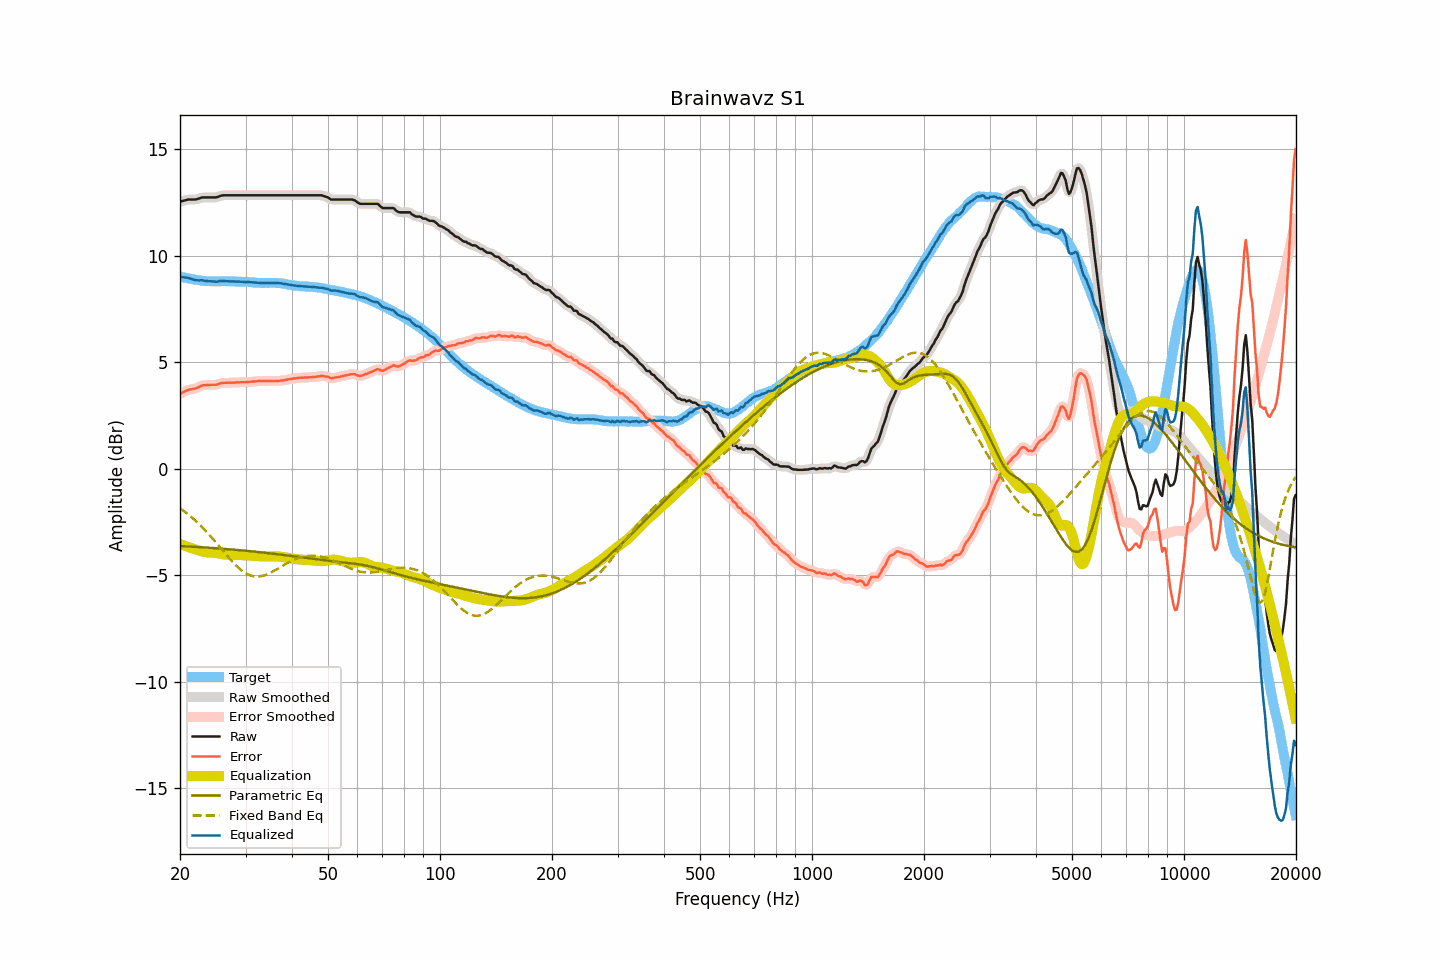 Brainwavz S1
15
10
5
0
−5
−10
−15
Amplitude (dBr)
Target
Raw Smoothed
Error Smoothed
Raw
Error
Equalization
Parametric Eq
Fixed Band Eq
Equalized
20 50 100 200 500 1000 2000 5000 10000 20000
Frequency (Hz)